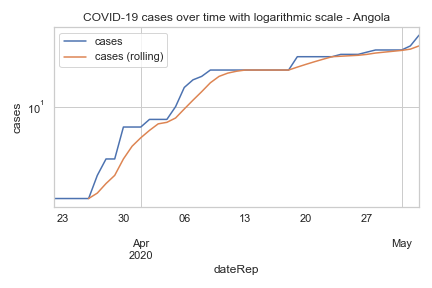 COVID-19 cases over time with logarithmic scale - Angola
cases
cases (rolling)
cases
10¹
23 30 06 13 20 27
Apr May
2020
dateRep